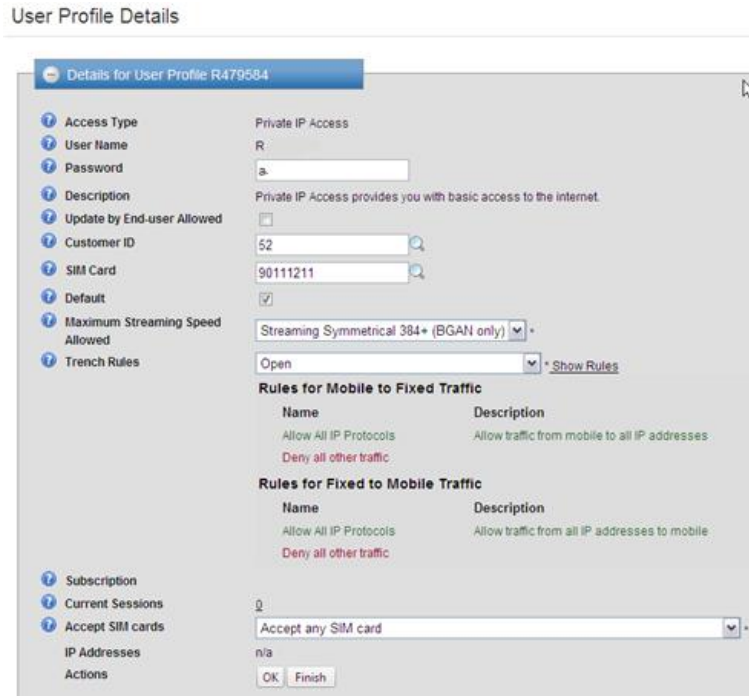 User Profile Details
Details for User Profile R479584
Access Type Private IP Access
User Name R
Password a.
Description Private IP Access provides you with basic access to the internet.
Update by End-user Allowed
Customer ID 52
SIM Card 90111211
Default
Maximum Streaming Speed Allowed Streaming Symmetrical 384+ (BGAN only) *
Trench Rules Open * Show Rules
Rules for Mobile to Fixed Traffic
Name Description
Allow All IP Protocols Allow traffic from mobile to all IP addresses
Deny all other traffic
Rules for Fixed to Mobile Traffic
Name Description
Allow All IP Protocols Allow traffic from all IP addresses to mobile
Deny all other traffic
Subscription
Current Sessions 0
Accept SIM cards Accept any SIM card *
IP Addresses n/a
Actions OK Finish